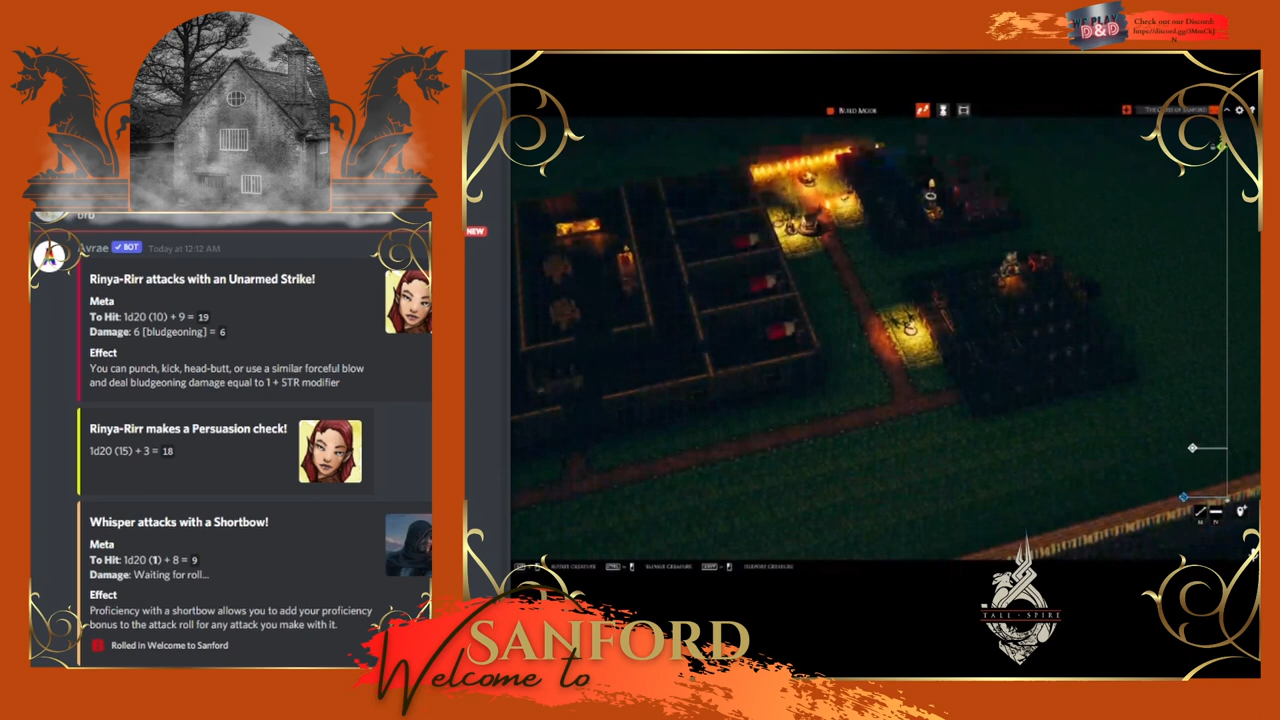 WE PLAY
D&D
Check out our Discord:
BUILD MODE
NEW
Avrae
BOT
Today at 12:12 AM
Rinya-Rirr attacks with an Unarmed Strike!
Meta
To Hit: 1d20 (10) + 9 = 19
Damage: 6 [bludgeoning] = 6
Effect
You can punch, kick, head-butt, or use a similar forceful blow
and deal bludgeoning damage equal to 1 + STR modifier
Rinya-Rirr makes a Persuasion check!
1d20 (15) + 3 = 18
Whisper attacks with a Shortbow!
Meta
To Hit: 1d20 (1) + 8 = 9
Damage: Waiting for roll...
Effect
Proficiency with a shortbow allows you to add your proficiency
bonus to the attack roll for any attack you make with it.
Rolled in Welcome to Sanford
TALE SPIRE
Welcome to
SANFORD